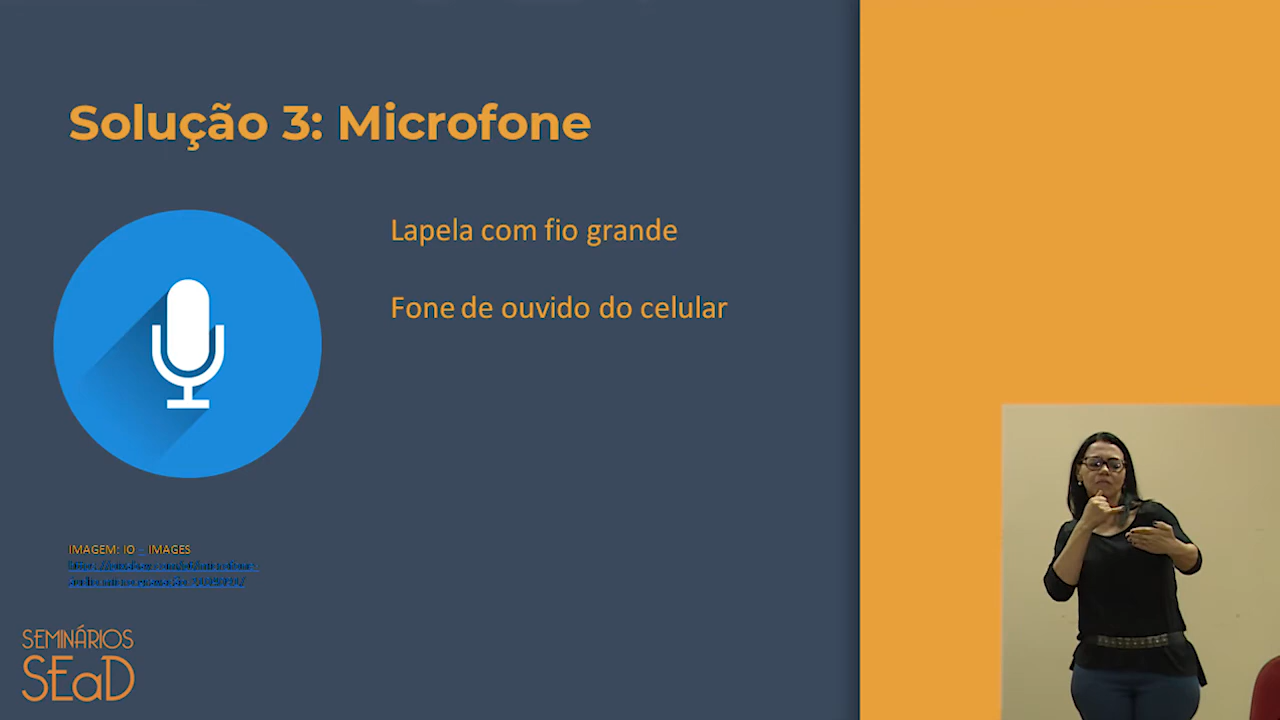 Solução 3: Microfone
Lapela com fio grande
Fone de ouvido do celular
IMAGEM: IO - IMAGES
SEMINÁRIOS
SEaD